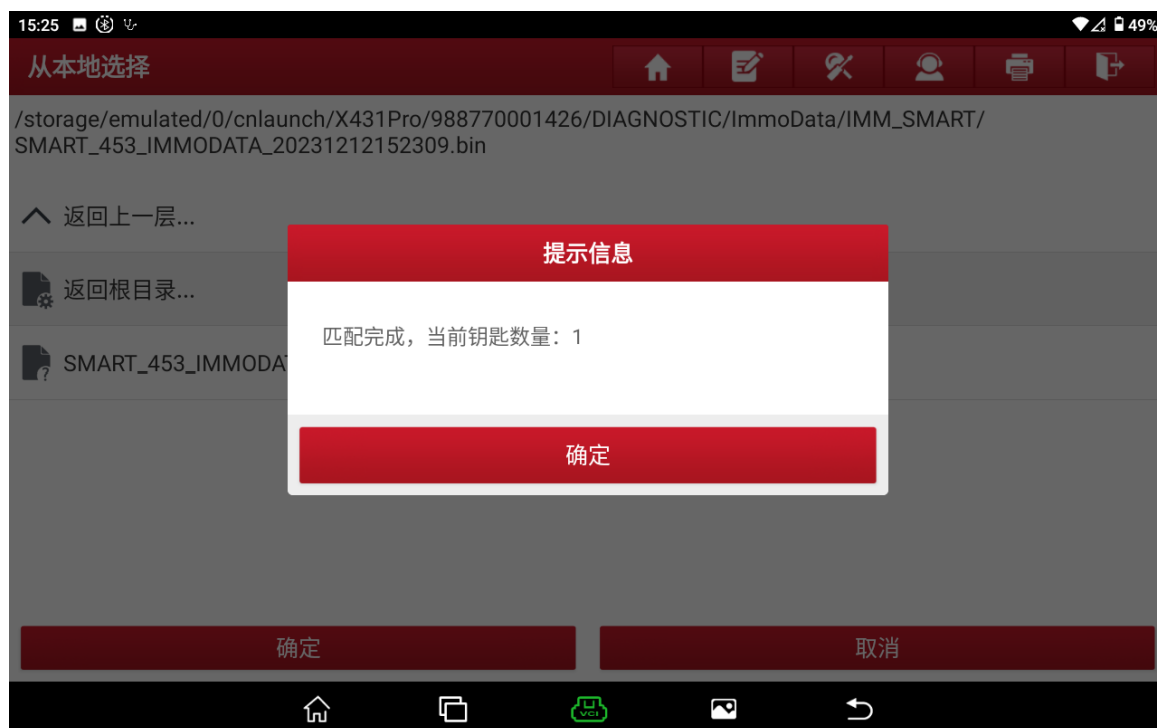 15:25
49%
从本地选择
/storage/emulated/0/cnlaunch/X431Pro/988770001426/DIAGNOSTIC/ImmoData/IMM_SMART/
SMART_453_IMMODATA_20231212152309.bin
返回上一层...
提示信息
返回根目录...
匹配完成，当前钥匙数量：1
SMART_453_IMMODA
确定
确定
取消
VCI